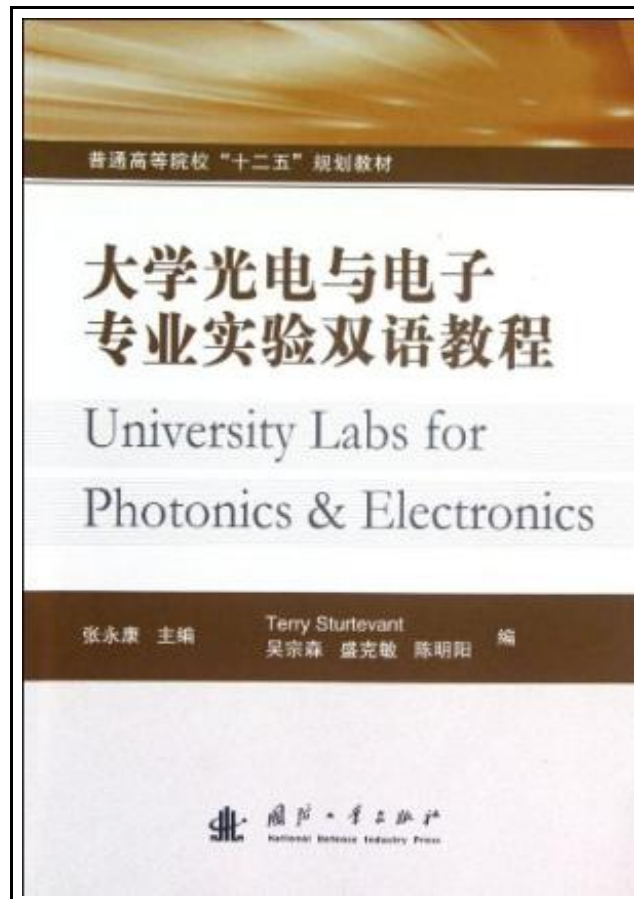 普通高等院校“十二五”规划教材
大学光电与电子
专业实验双语教程
University Labs for
Photonics & Electronics
张永康 主编
Terry Sturtevant
吴宗森 盛克敏 陈明阳 编
国防工业出版社
National Defense Industry Press